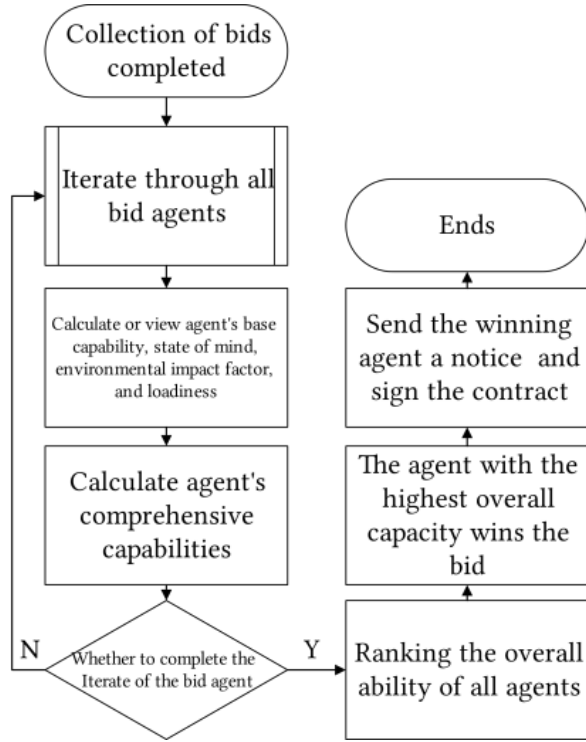 Collection of bids
completed
Iterate through all
bid agents
Calculate or view agent's base
capability, state of mind,
environmental impact factor,
and loadiness
Calculate agent's
comprehensive
capabilities
Whether to complete the
Iterate of the bid agent
N
Y
Ranking the overall
ability of all agents
The agent with the
highest overall
capacity wins the
bid
Send the winning
agent a notice and
sign the contract
Ends